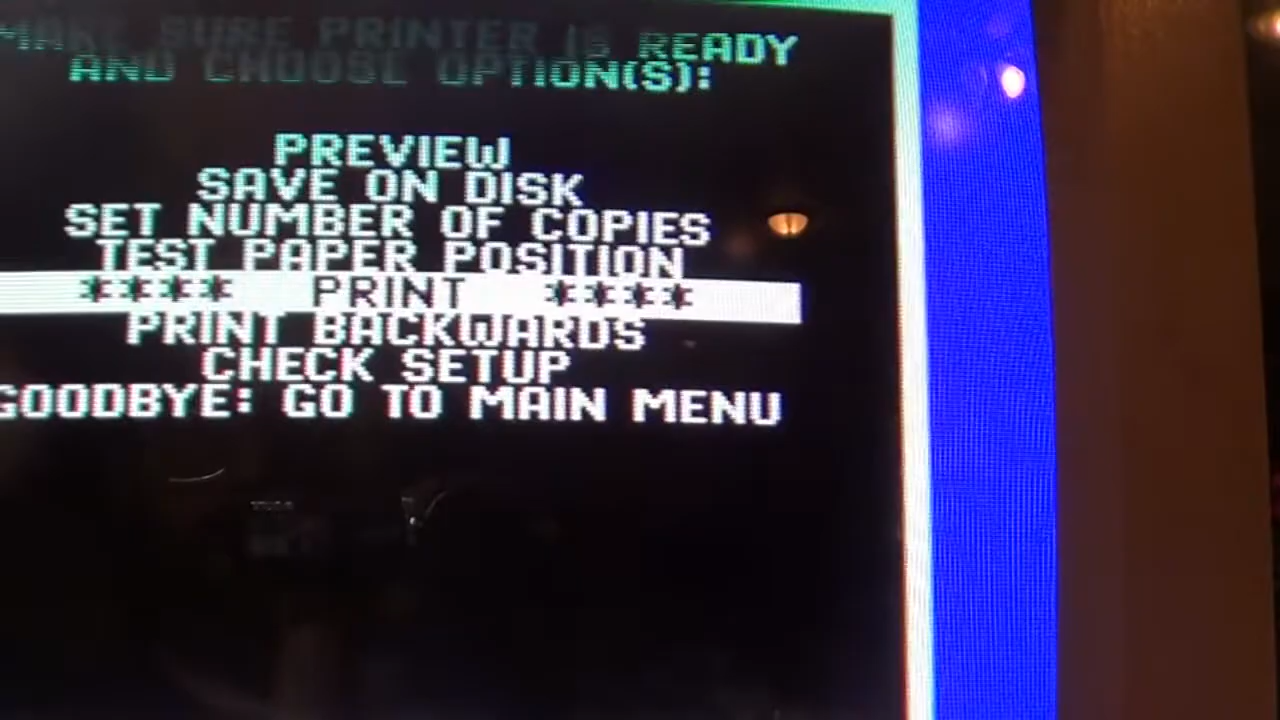 MAKE SURE PRINTER IS READY
AND CHOOSE OPTION(S):
PREVIEW
SAVE ON DISK
SET NUMBER OF COPIES
TEST PAPER POSITION
**** PRINT ****
PRINT BACKWARDS
CHECK SETUP
GOODBYE: GO TO MAIN MENU